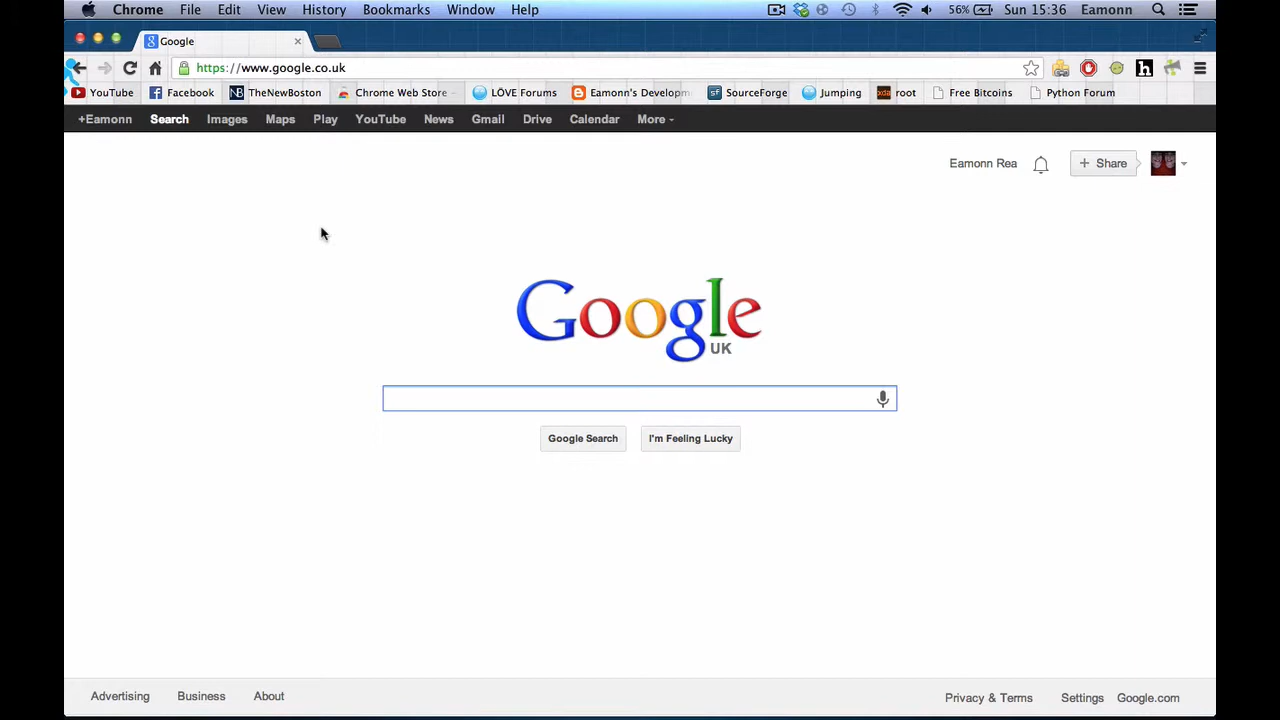 Chrome File Edit View History Bookmarks Window Help 56% Sun 15:36 Eamonn
Google
https://www.google.co.uk
YouTube Facebook TheNewBoston Chrome Web Store LÖVE Forums Eamonn's Developm SourceForge Jumping root Free Bitcoins Python Forum
+Eamonn Search Images Maps Play YouTube News Gmail Drive Calendar More
Eamonn Rea + Share
Google
UK
Google Search I'm Feeling Lucky
Advertising Business About Privacy & Terms Settings Google.com